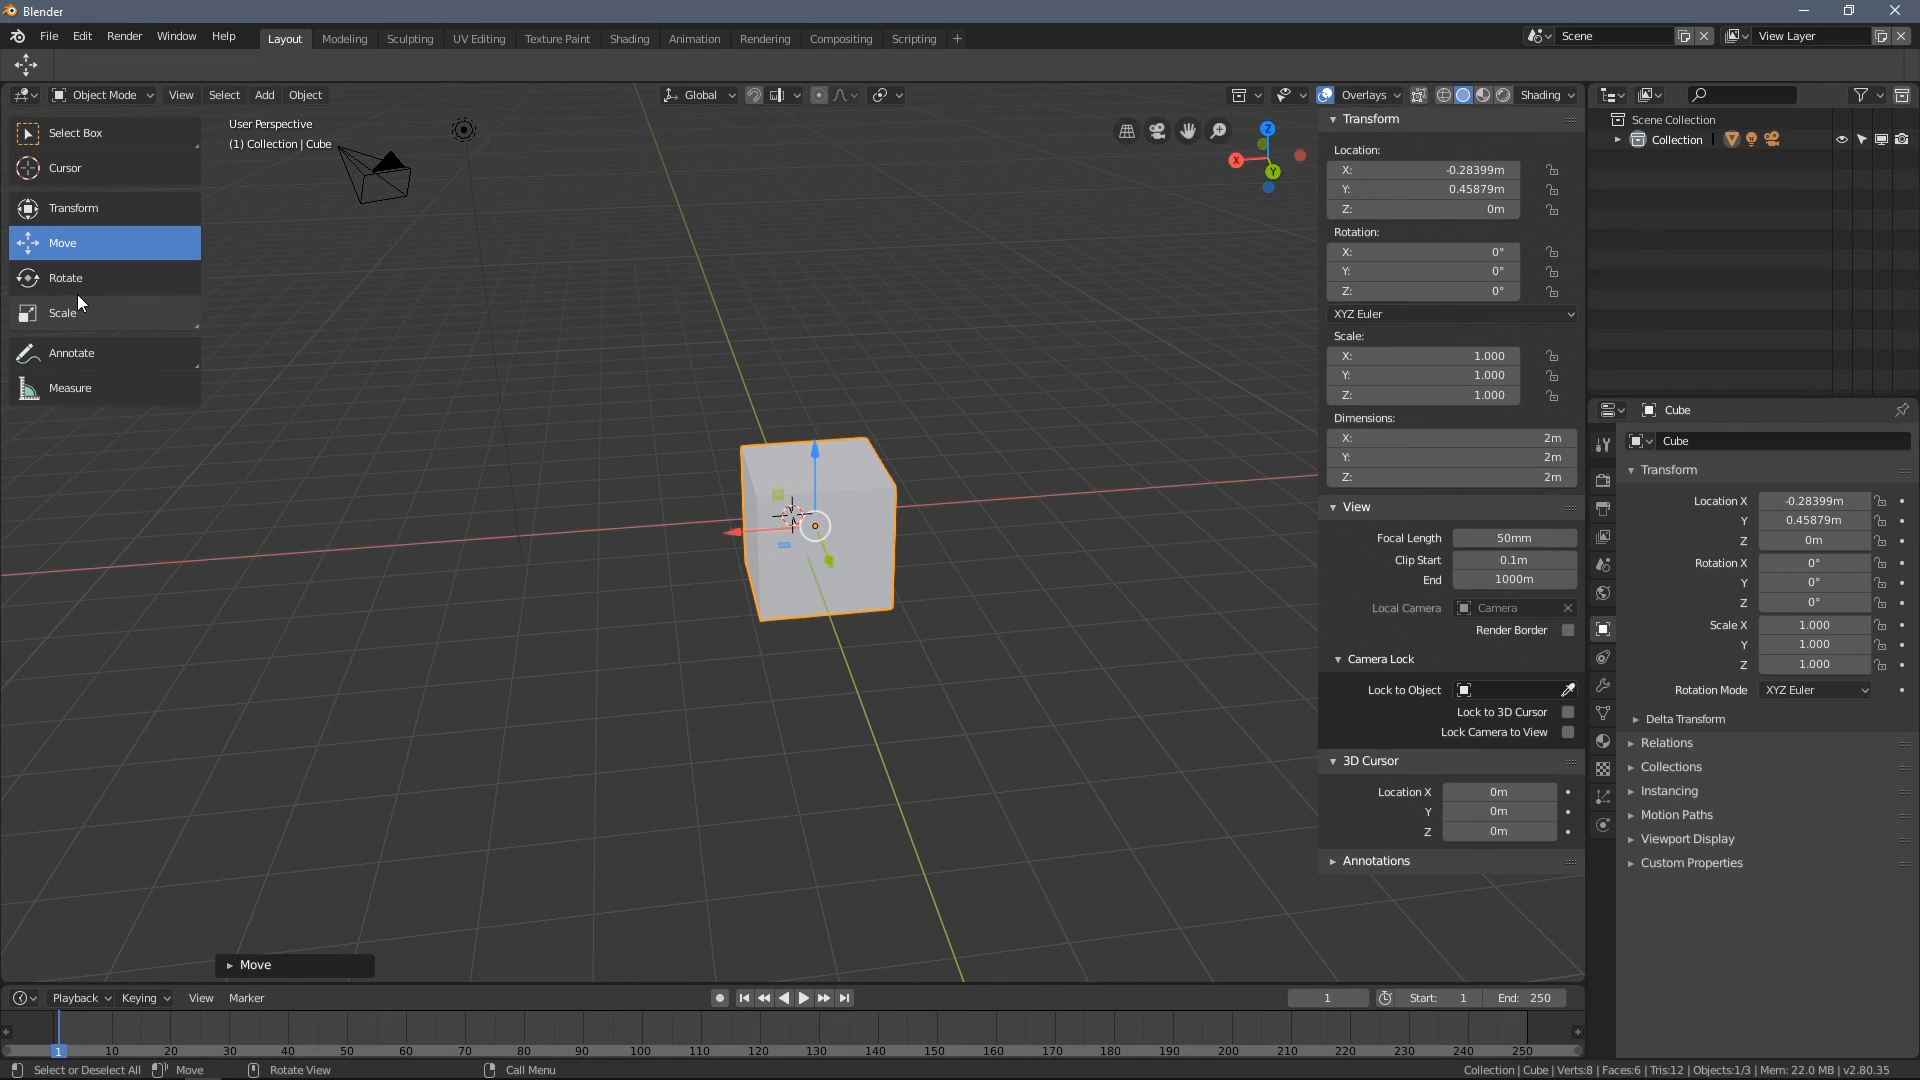 Blender
File Edit Render Window Help Layout Modeling Sculpting UV Editing Texture Paint Shading Animation Rendering Compositing Scripting + Scene View Layer
Object Mode View Select Add Object Global Overlays Shading
Select Box
Cursor
Transform
Move
Rotate
Scale
Annotate
Measure
User Perspective
(1) Collection | Cube
Z
X
Y
Move
Transform
Location:
X: -0.28399m
Y: 0.45879m
Z: 0m
Rotation:
X: 0°
Y: 0°
Z: 0°
XYZ Euler
Scale:
X: 1.000
Y: 1.000
Z: 1.000
Dimensions:
X: 2m
Y: 2m
Z: 2m
View
Focal Length 50mm
Clip Start 0.1m
End 1000m
Local Camera Camera
Render Border
Camera Lock
Lock to Object
Lock to 3D Cursor
Lock Camera to View
3D Cursor
Location X 0m
Y 0m
Z 0m
Annotations
Scene Collection
Collection
Cube
Cube
Transform
Location X -0.28399m
Y 0.45879m
Z 0m
Rotation X 0°
Y 0°
Z 0°
Scale X 1.000
Y 1.000
Z 1.000
Rotation Mode XYZ Euler
Delta Transform
Relations
Collections
Instancing
Motion Paths
Viewport Display
Custom Properties
Playback Keying View Marker 1 Start: 1 End: 250
1 10 20 30 40 50 60 70 80 90 100 110 120 130 140 150 160 170 180 190 200 210 220 230 240 250
Select or Deselect All Move Rotate View Call Menu Collection | Cube | Verts:8 | Faces:6 | Tris:12 | Objects:1/3 | Mem: 22.0 MB | v2.80.35